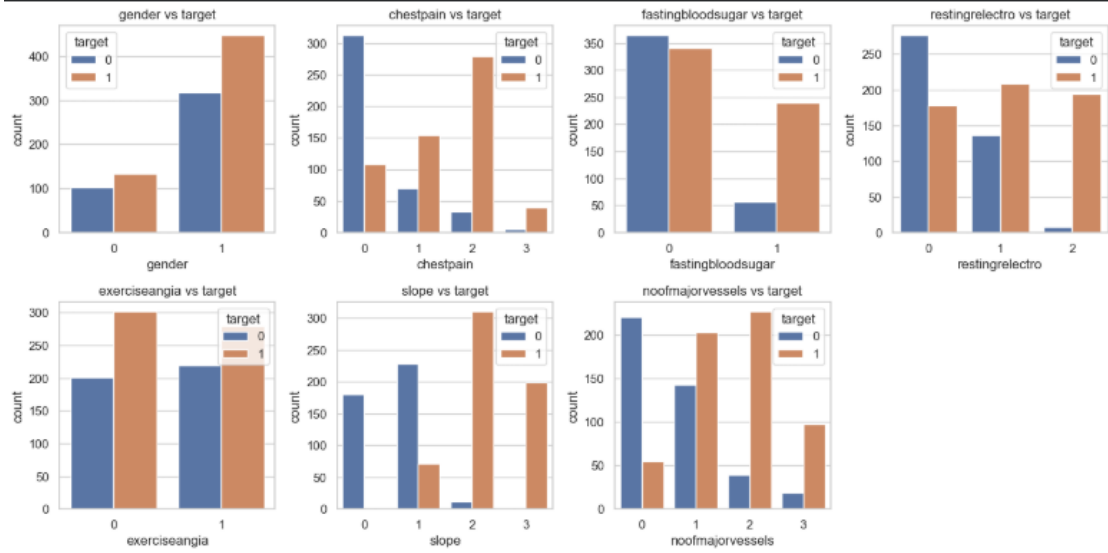 gender vs target
400
300
200
100
0
count
target
0
1
0 1
gender
chestpain vs target
300
250
200
150
100
50
0
count
target
0
1
0 1 2 3
chestpain
fastingbloodsugar vs target
350
300
250
200
150
100
50
0
count
target
0
1
0 1
fastingbloodsugar
restingrelectro vs target
250
200
150
100
50
0
count
target
0
1
0 1 2
restingrelectro
exerciseangia vs target
300
250
200
150
100
50
0
count
target
0
1
0 1
exerciseangia
slope vs target
300
250
200
150
100
50
0
count
target
0
1
0 1 2 3
slope
noofmajorvessels vs target
200
150
100
50
0
count
target
0
1
0 1 2 3
noofmajorvessels